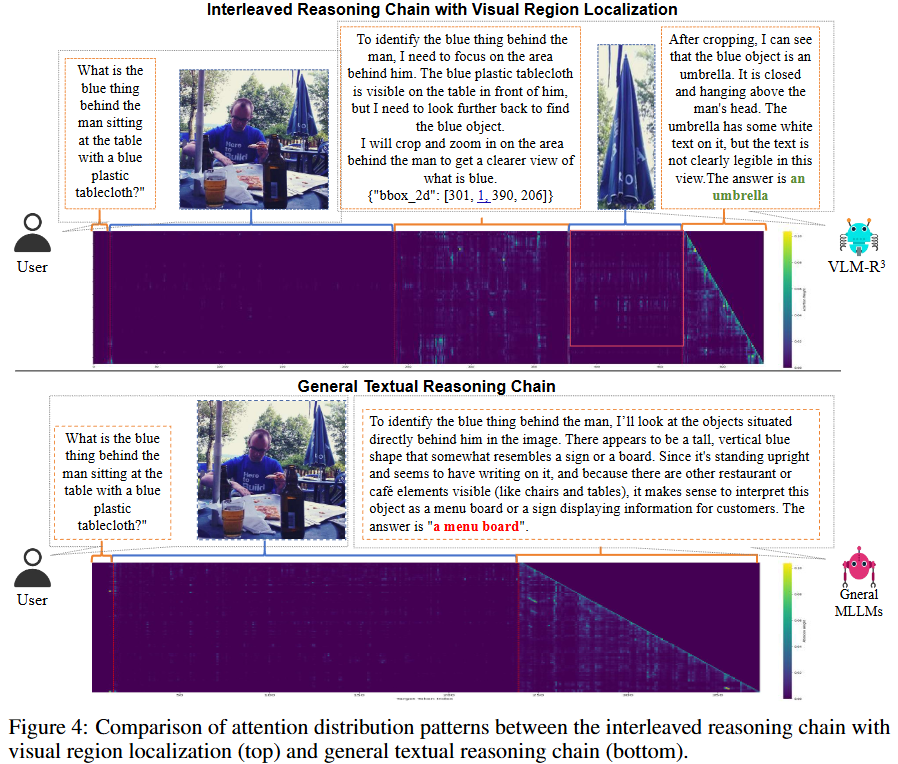 Interleaved Reasoning Chain with Visual Region Localization
What is the
blue thing
behind the
man sitting
at the table
with a blue
plastic
tablecloth?"
Here
to
Build
To identify the blue thing behind the
man, I need to focus on the area
behind him. The blue plastic tablecloth
is visible on the table in front of him,
but I need to look further back to find
the blue object.
I will crop and zoom in on the area
behind the man to get a clearer view of
what is blue.
{"bbox_2d": [301, 1, 390, 206]}
After cropping, I can see
that the blue object is an
umbrella. It is closed
and hanging above the
man's head. The
umbrella has some white
text on it, but the text is
not clearly legible in this
view.The answer is an
umbrella
User
VLM-R³
General Textual Reasoning Chain
What is the blue
thing behind the
man sitting at the
table with a blue
plastic
tablecloth?"
Here
to
Build
To identify the blue thing behind the man, I'll look at the objects situated
directly behind him in the image. There appears to be a tall, vertical blue
shape that somewhat resembles a sign or a board. Since it's standing upright
and seems to have writing on it, and because there are other restaurant or
café elements visible (like chairs and tables), it makes sense to interpret this
object as a menu board or a sign displaying information for customers. The
answer is "a menu board".
User
Gneral
MLLMs
Figure 4: Comparison of attention distribution patterns between the interleaved reasoning chain with
visual region localization (top) and general textual reasoning chain (bottom).